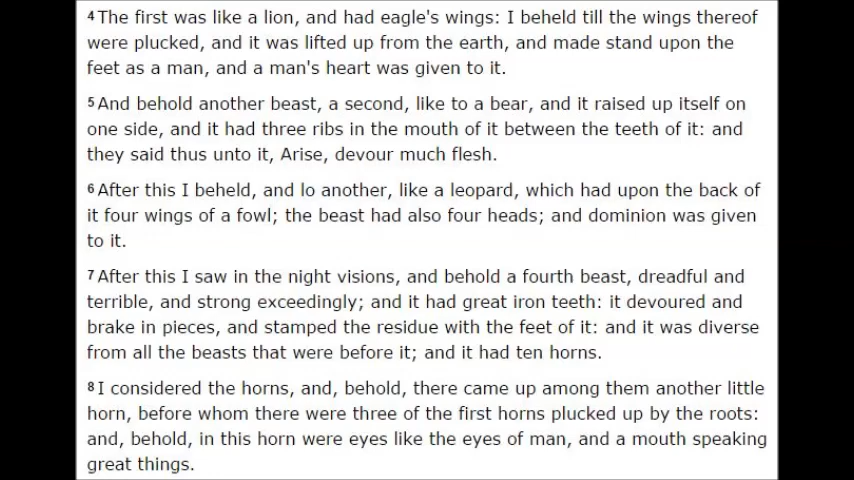 4 The first was like a lion, and had eagle's wings: I beheld till the wings thereof
were plucked, and it was lifted up from the earth, and made stand upon the
feet as a man, and a man's heart was given to it.
5 And behold another beast, a second, like to a bear, and it raised up itself on
one side, and it had three ribs in the mouth of it between the teeth of it: and
they said thus unto it, Arise, devour much flesh.
6 After this I beheld, and lo another, like a leopard, which had upon the back of
it four wings of a fowl; the beast had also four heads; and dominion was given
to it.
7 After this I saw in the night visions, and behold a fourth beast, dreadful and
terrible, and strong exceedingly; and it had great iron teeth: it devoured and
brake in pieces, and stamped the residue with the feet of it: and it was diverse
from all the beasts that were before it; and it had ten horns.
8 I considered the horns, and, behold, there came up among them another little
horn, before whom there were three of the first horns plucked up by the roots:
and, behold, in this horn were eyes like the eyes of man, and a mouth speaking
great things.